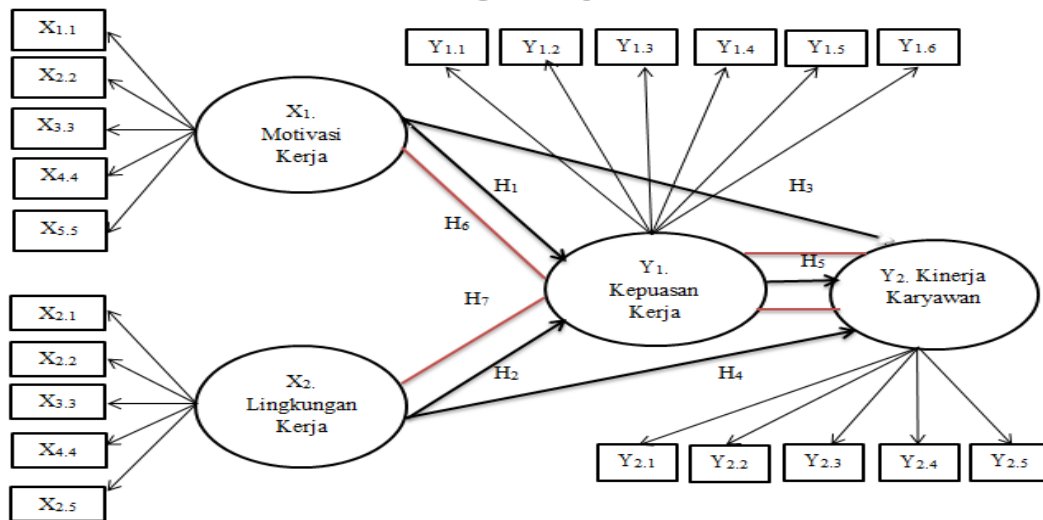 X1.1
X2.2
X3.3
X4.4
X5.5
X1.
Motivasi
Kerja
Y1.1
Y1.2
Y1.3
Y1.4
Y1.5
Y1.6
H1
H3
H6
Y1.
Kepuasan
Kerja
H5
Y2. Kinerja
Karyawan
H7
X2.1
X2.2
X3.3
X4.4
X2.5
X2.
Lingkungan
Kerja
H2
H4
Y2.1
Y2.2
Y2.3
Y2.4
Y2.5